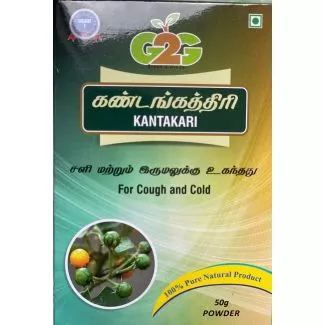 G2G
கண்டங்கத்திரி
KANTAKARI
சளி மற்றும் இருமலுக்கு உகந்தது
For Cough and Cold
100% Pure Natural Product
50g
POWDER